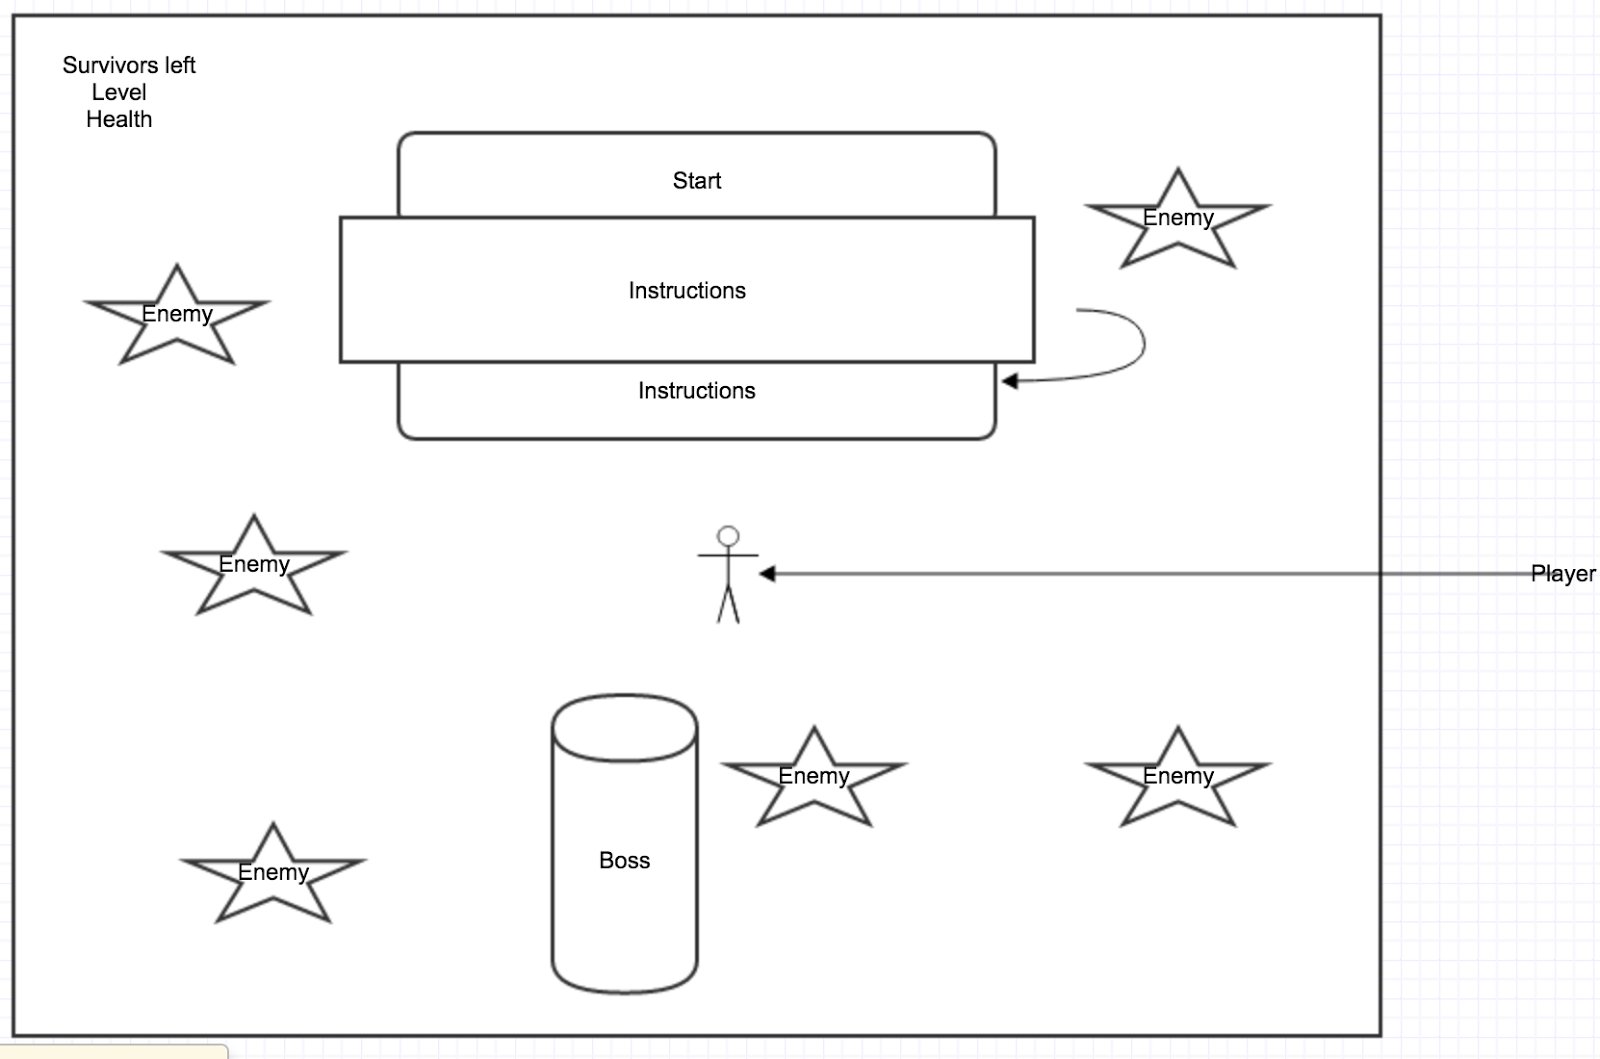 Survivors left
Level
Health
Start
Enemy
Instructions
Enemy
Instructions
Enemy
Player
Enemy
Enemy
Boss
Enemy